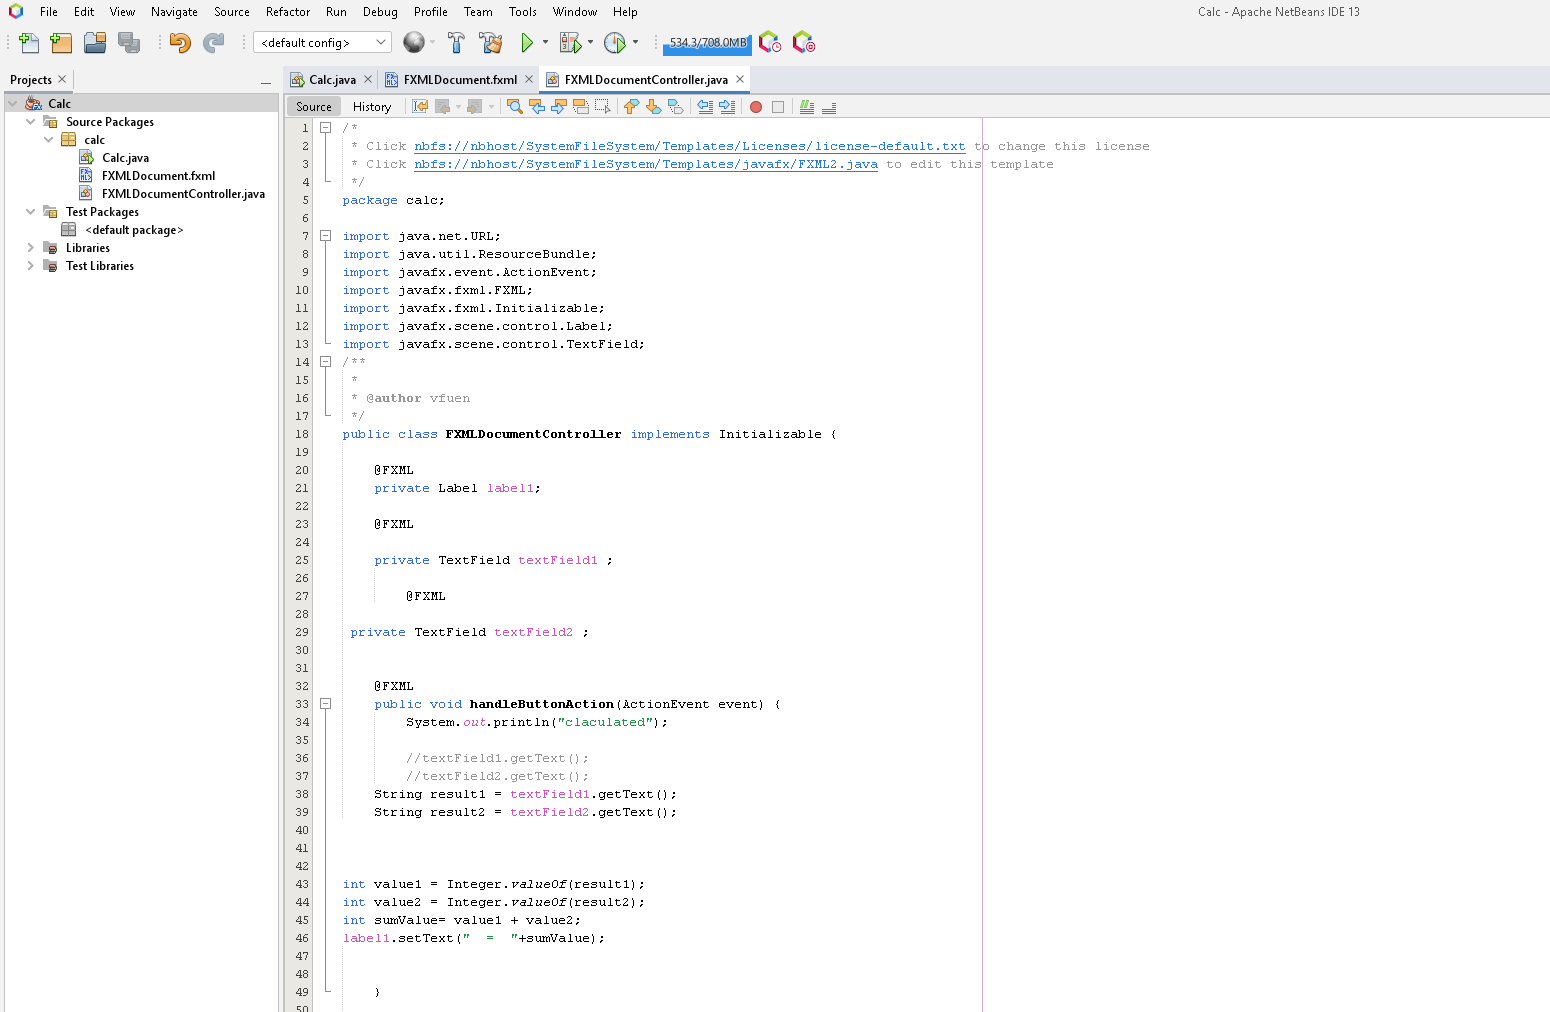 File Edit View Navigate Source Refactor Run Debug Profile Team Tools Window Help
Calc - Apache NetBeans IDE 13
<default config>
534.3/708.0MB
Projects
Calc.java FXMLDocument.fxml FXMLDocumentController.java
Source History
Calc
Source Packages
calc
Calc.java
FXMLDocument.fxml
FXMLDocumentController.java
Test Packages
<default package>
Libraries
Test Libraries
1 /*
2 * Click nbfs://nbhost/SystemFileSystem/Templates/Licenses/license-default.txt to change this license
3 * Click nbfs://nbhost/SystemFileSystem/Templates/javafx/FXML2.java to edit this template
4 */
5 package calc;
6
7 import java.net.URL;
8 import java.util.ResourceBundle;
9 import javafx.event.ActionEvent;
10 import javafx.fxml.FXML;
11 import javafx.fxml.Initializable;
12 import javafx.scene.control.Label;
13 import javafx.scene.control.TextField;
14 /**
15 *
16 * @author vfuen
17 */
18 public class FXMLDocumentController implements Initializable {
19
20 @FXML
21 private Label label1;
22
23 @FXML
24
25 private TextField textField1 ;
26
27 @FXML
28
29 private TextField textField2 ;
30
31
32 @FXML
33 public void handleButtonAction(ActionEvent event) {
34 System.out.println("claculated");
35
36 //textField1.getText();
37 //textField2.getText();
38 String result1 = textField1.getText();
39 String result2 = textField2.getText();
40
41
42
43 int value1 = Integer.valueOf(result1);
44 int value2 = Integer.valueOf(result2);
45 int sumValue= value1 + value2;
46 label1.setText("  =  "+sumValue);
47
48
49 }
50